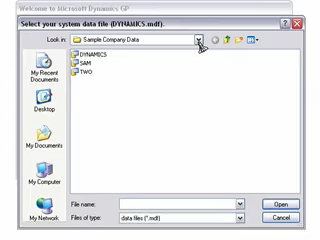 Welcome to Microsoft Dynamics GP
Select your system data file (DYNAMICS.mdf).
Look in:
Sample Company Data
My Recent
Documents
Desktop
My Documents
My Computer
My Network
DYNAMICS
SAM
TWO
File name:
Open
Files of type:
data files (*.mdf)
Cancel